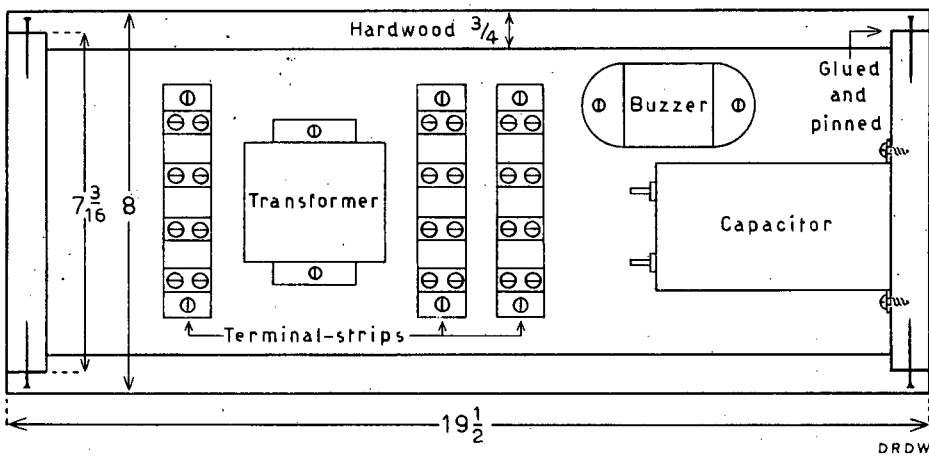 Hardwood 3/4
Glued
and
pinned
Buzzer
Transformer
Capacitor
7 3/16
8
Terminal-strips
19 1/2
DRDW